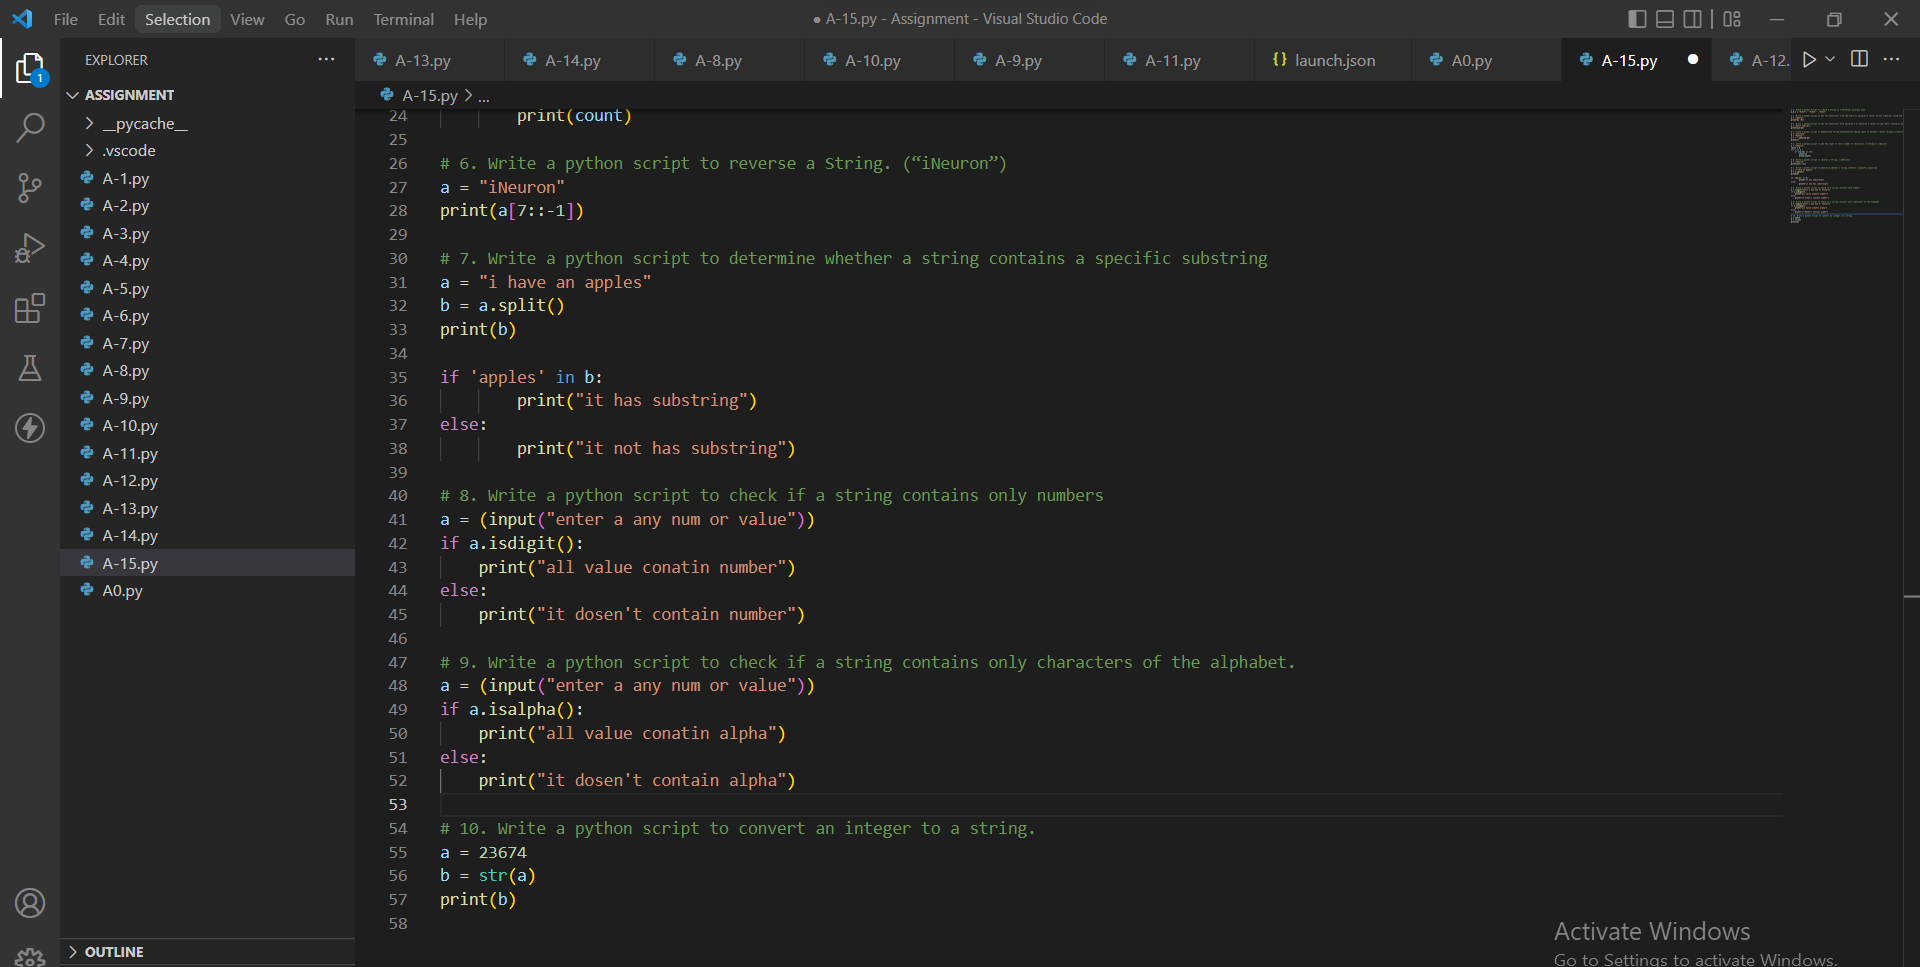 File Edit Selection View Go Run Terminal Help
● A-15.py - Assignment - Visual Studio Code
EXPLORER
A-13.py A-14.py A-8.py A-10.py A-9.py A-11.py {} launch.json A0.py A-15.py A-12.
1
ASSIGNMENT
A-15.py > ...
__pycache__
.vscode
A-1.py
A-2.py
A-3.py
A-4.py
A-5.py
A-6.py
A-7.py
A-8.py
A-9.py
A-10.py
A-11.py
A-12.py
A-13.py
A-14.py
A-15.py
A0.py
OUTLINE
24 print(count)
25
26 # 6. Write a python script to reverse a String. (“iNeuron”)
27 a = "iNeuron"
28 print(a[7::-1])
29
30 # 7. Write a python script to determine whether a string contains a specific substring
31 a = "i have an apples"
32 b = a.split()
33 print(b)
34
35 if 'apples' in b:
36 print("it has substring")
37 else:
38 print("it not has substring")
39
40 # 8. Write a python script to check if a string contains only numbers
41 a = (input("enter a any num or value"))
42 if a.isdigit():
43 print("all value conatin number")
44 else:
45 print("it dosen't contain number")
46
47 # 9. Write a python script to check if a string contains only characters of the alphabet.
48 a = (input("enter a any num or value"))
49 if a.isalpha():
50 print("all value conatin alpha")
51 else:
52 print("it dosen't contain alpha")
53
54 # 10. Write a python script to convert an integer to a string.
55 a = 23674
56 b = str(a)
57 print(b)
58
Activate Windows
Go to Settings to activate Windows.